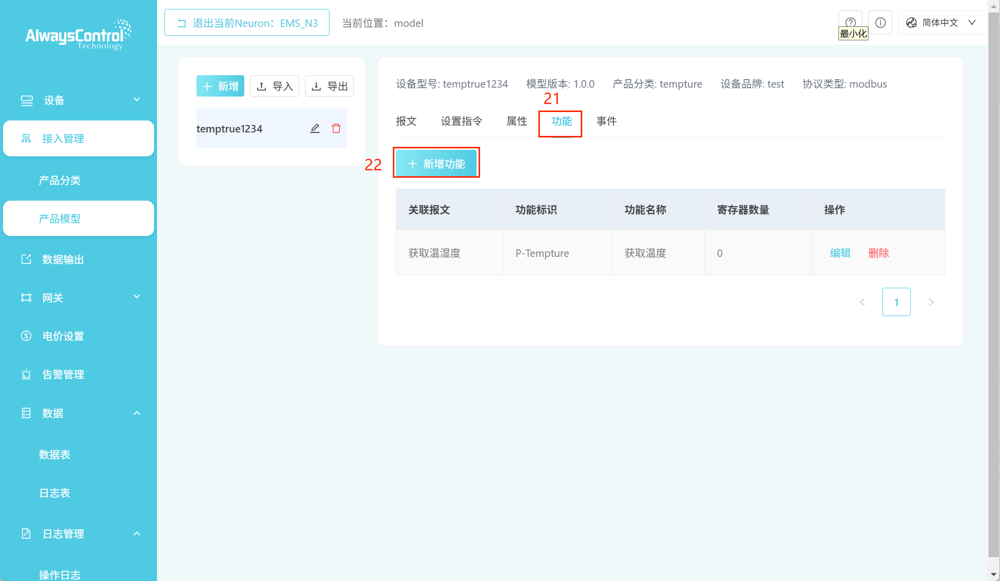 AlwaysControl
Technology
设备
接入管理
产品分类
产品模型
数据输出
网关
电价设置
告警管理
数据
数据表
日志表
日志管理
操作日志
退出当前Neuron：EMS_N3
当前位置：model
最小化
简体中文
新增
导入
导出
temptrue1234
设备型号: temptrue1234
模型版本: 1.0.0
产品分类: tempture
设备品牌: test
协议类型: modbus
21
报文
设置指令
属性
功能
事件
22
新增功能
关联报文
功能标识
功能名称
寄存器数量
操作
获取温湿度
P-Tempture
获取温度
0
编辑
删除
1